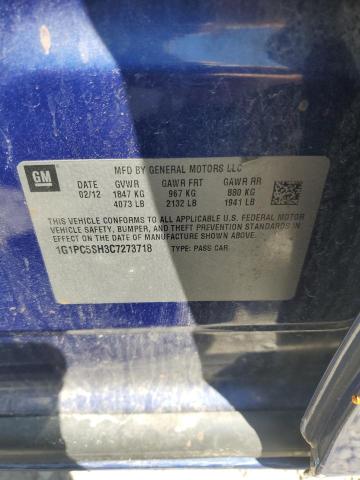 GM
MFD BY GENERAL MOTORS LLC
DATE GVWR GAWR FRT GAWR RR
02/12 1847 KG 967 KG 880 KG
4073 LB 2132 LB 1941 LB
THIS VEHICLE CONFORMS TO ALL APPLICABLE U.S. FEDERAL MOTOR
VEHICLE SAFETY, BUMPER, AND THEFT PREVENTION STANDARDS
IN EFFECT ON THE DATE OF MANUFACTURE SHOWN ABOVE.
1G1PC5SH3C7273718 TYPE: PASS CAR